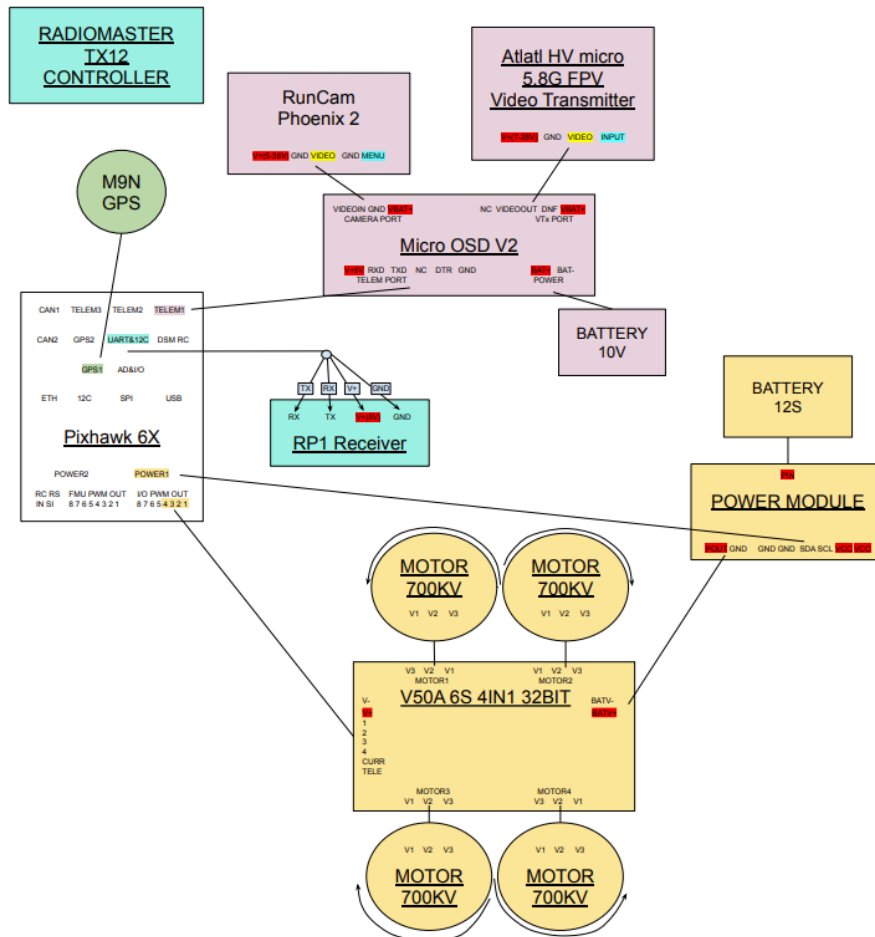 RADIOMASTER
TX12
CONTROLLER
RunCam
Phoenix 2
V+(5-36V) GND VIDEO GND MENU
Atlatl HV micro
5.8G FPV
Video Transmitter
V+(7-28V) GND VIDEO INPUT
M9N
GPS
VIDEOIN GND VBAT+
CAMERA PORT
NC VIDEOOUT DNF VBAT+
VTx PORT
Micro OSD V2
V+5V RXD TXD NC DTR GND
TELEM PORT
BAT+ BAT-
POWER
BATTERY
10V
CAN1 TELEM3 TELEM2 TELEM1
CAN2 GPS2 UART&12C DSM RC
GPS1 AD&I/O
ETH 12C SPI USB
Pixhawk 6X
POWER2 POWER1
RC RS FMU PWM OUT I/O PWM OUT
IN SI 8 7 6 5 4 3 2 1 8 7 6 5 4 3 2 1
TX RX V+ GND
RX TX V+(5V) GND
RP1 Receiver
BATTERY
12S
PIN
POWER MODULE
POUT GND GND GND SDA SCL VCC VCC
MOTOR
700KV
V1 V2 V3
MOTOR
700KV
V1 V2 V3
V3 V2 V1
MOTOR1
V1 V2 V3
MOTOR2
V50A 6S 4IN1 32BIT
V-
V+
1
2
3
4
CURR
TELE
BATV-
BATV+
MOTOR3
V1 V2 V3
MOTOR4
V3 V2 V1
V1 V2 V3
MOTOR
700KV
V1 V2 V3
MOTOR
700KV